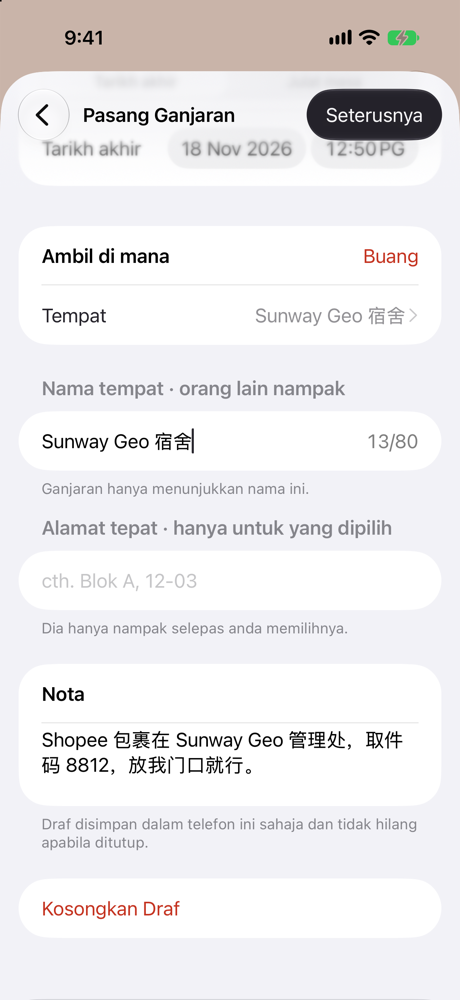 9:41
Pasang Ganjaran
Seterusnya
Tarikh akhir
18 Nov 2026
12:50 PG
Ambil di mana
Buang
Tempat
Sunway Geo 宿舍
Nama tempat · orang lain nampak
Sunway Geo 宿舍
13/80
Ganjaran hanya menunjukkan nama ini.
Alamat tepat · hanya untuk yang dipilih
cth. Blok A, 12-03
Dia hanya nampak selepas anda memilihnya.
Nota
Shopee 包裹在 Sunway Geo 管理处，取件
码 8812，放我门口就行。
Draf disimpan dalam telefon ini sahaja dan tidak hilang
apabila ditutup.
Kosongkan Draf